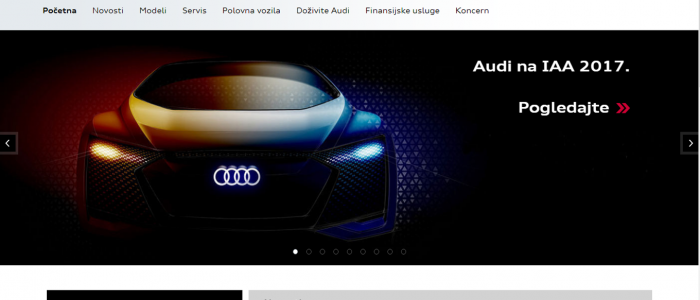 Početna Novosti Modeli Servis Polovna vozila Doživite Audi Finansijske usluge Koncern
Audi na IAA 2017.
Pogledajte